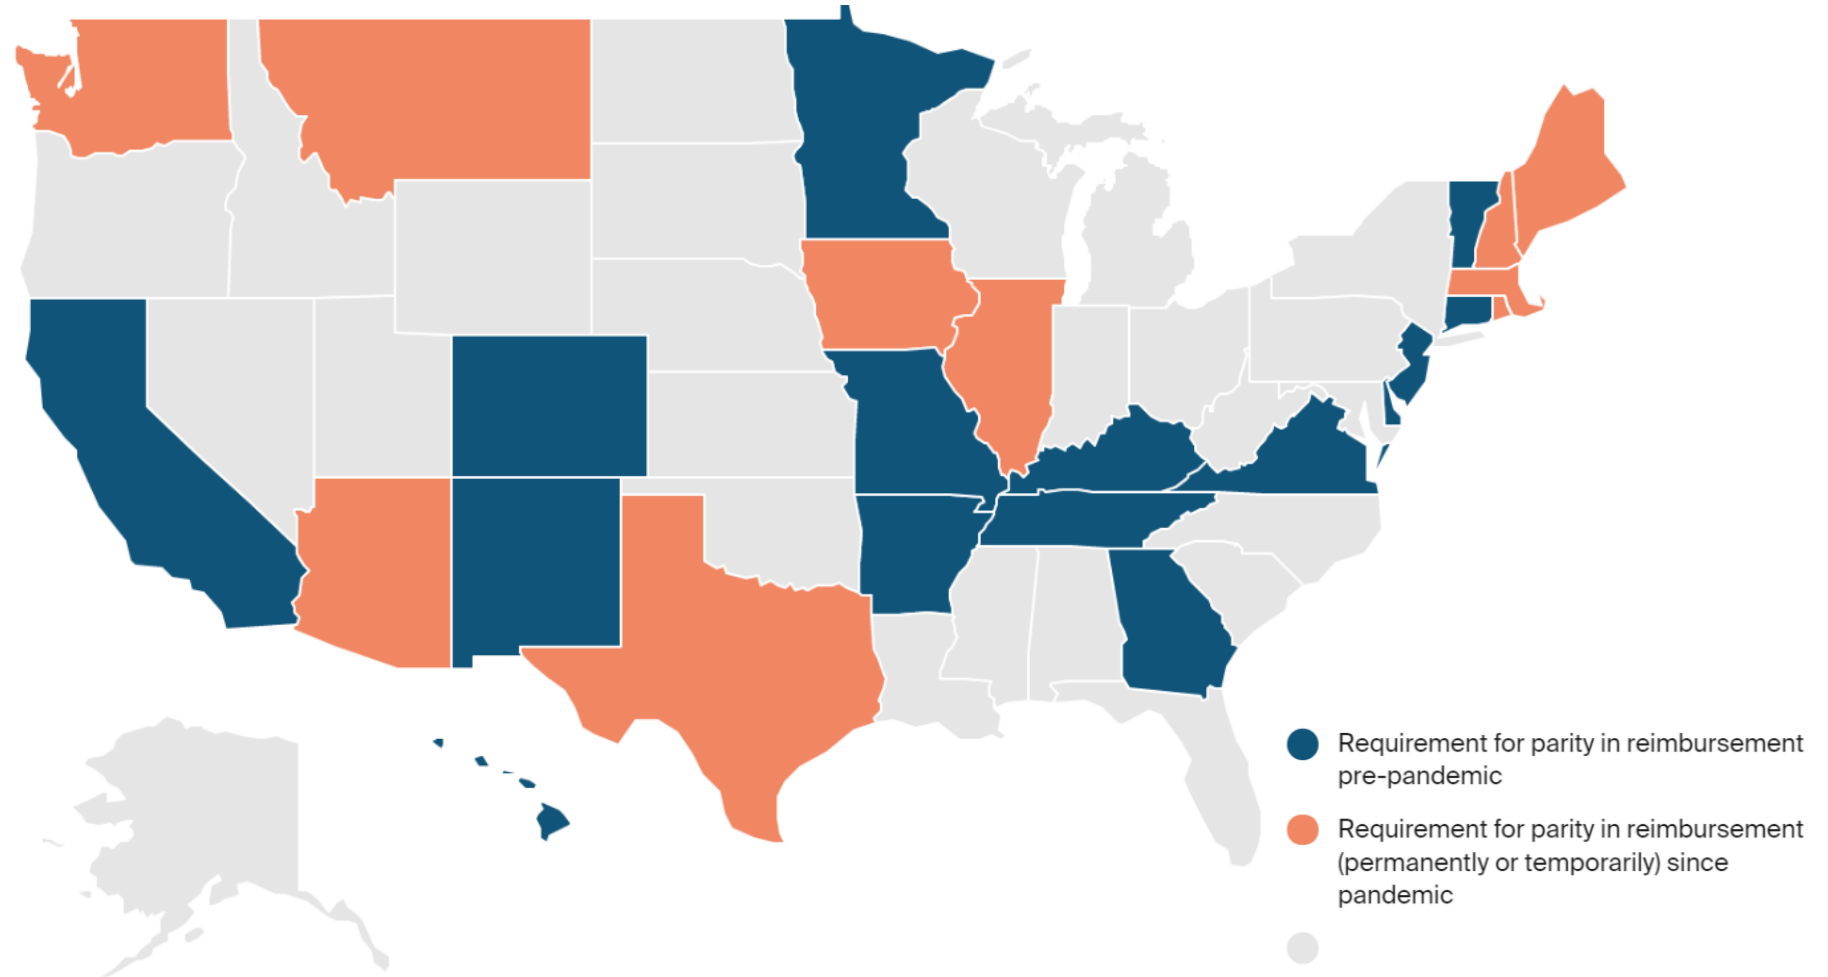 Requirement for parity in reimbursement
pre-pandemic
Requirement for parity in reimbursement
(permanently or temporarily) since
pandemic